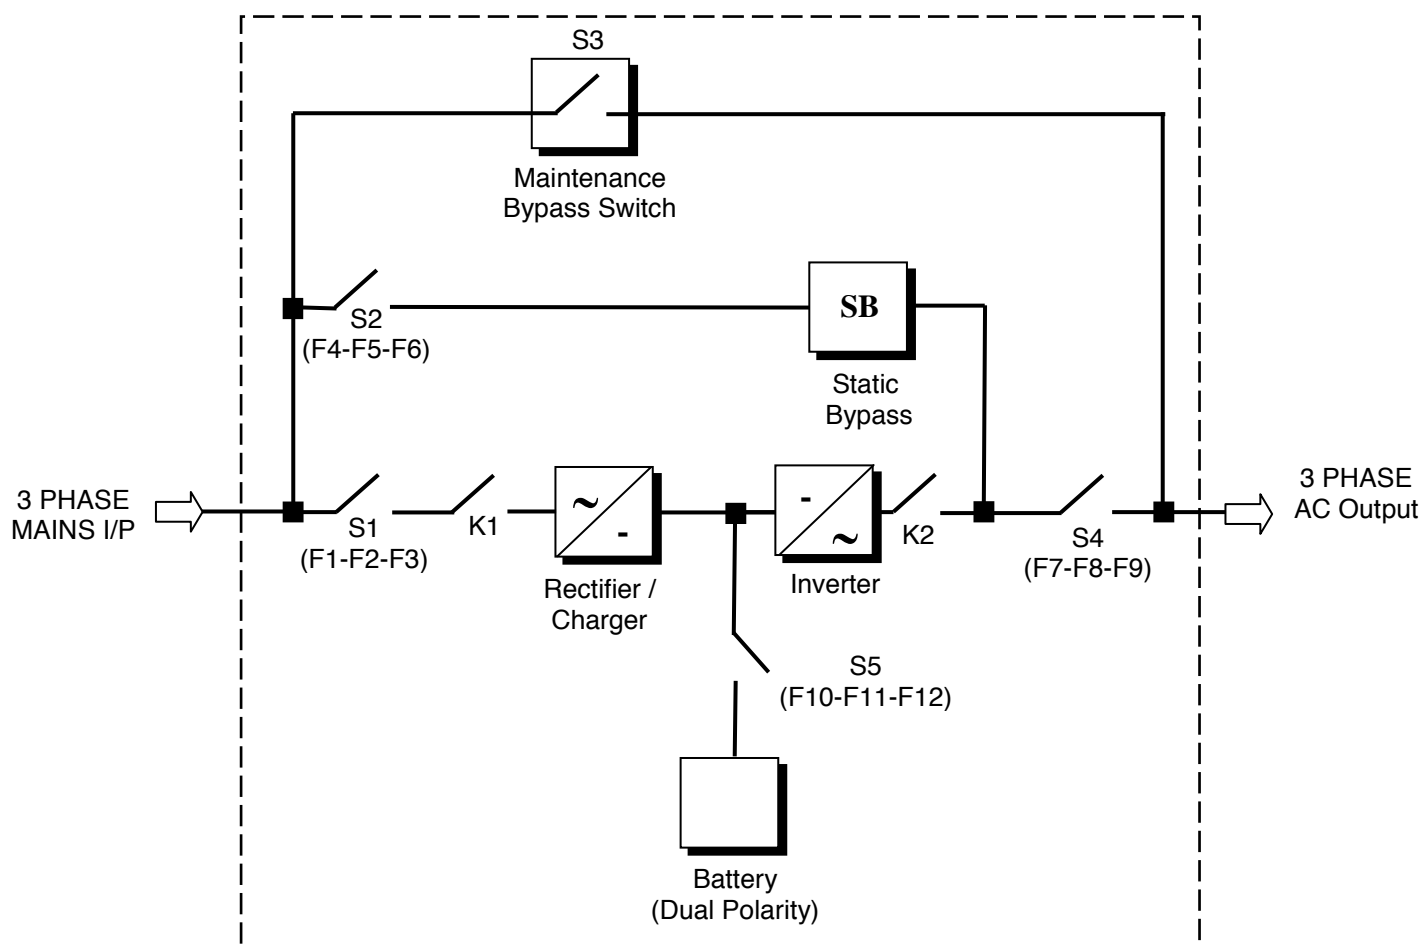 S3
Maintenance
Bypass Switch
S2
(F4-F5-F6)
SB
Static
Bypass
3 PHASE
MAINS I/P
S1
(F1-F2-F3)
K1
~
-
Rectifier /
Charger
-
~
Inverter
K2
S4
(F7-F8-F9)
3 PHASE
AC Output
S5
(F10-F11-F12)
Battery
(Dual Polarity)